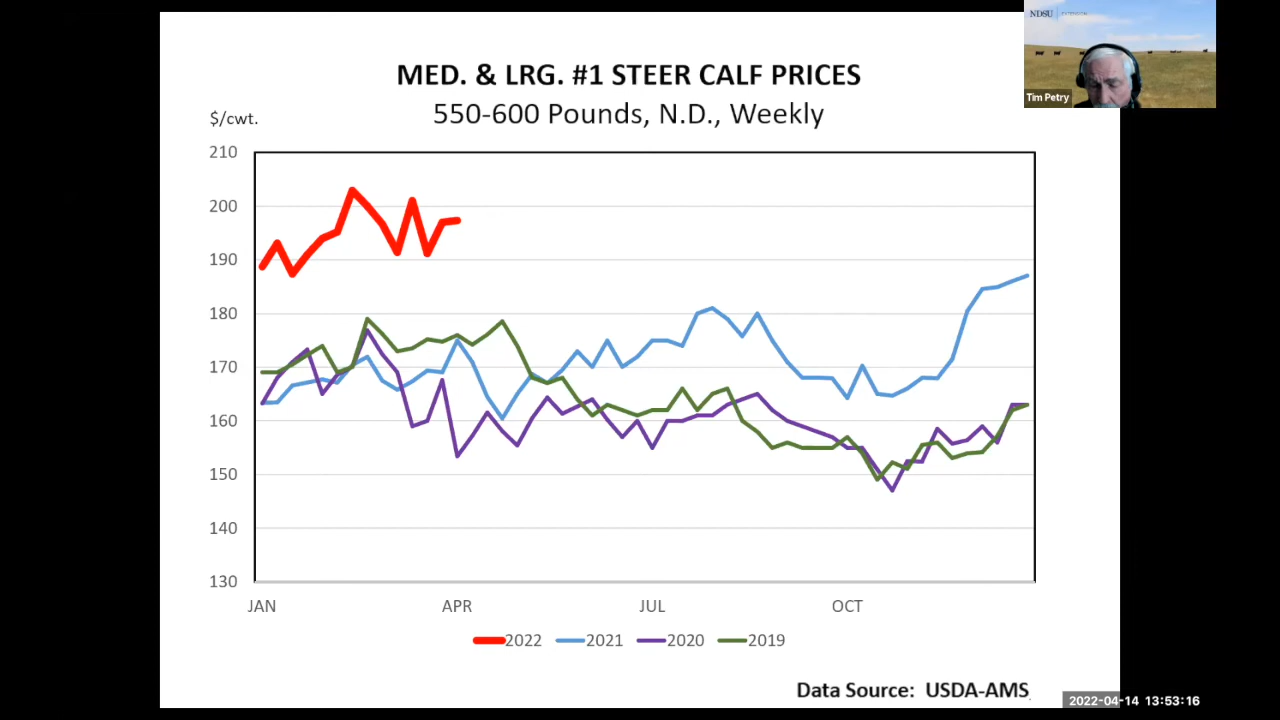 NDSU EXTENSION
Tim Petry
MED. & LRG. #1 STEER CALF PRICES
550-600 Pounds, N.D., Weekly
$/cwt.
210
200
190
180
170
160
150
140
130
JAN APR JUL OCT
2022 2021 2020 2019
Data Source: USDA-AMS
2022-04-14 13:53:16